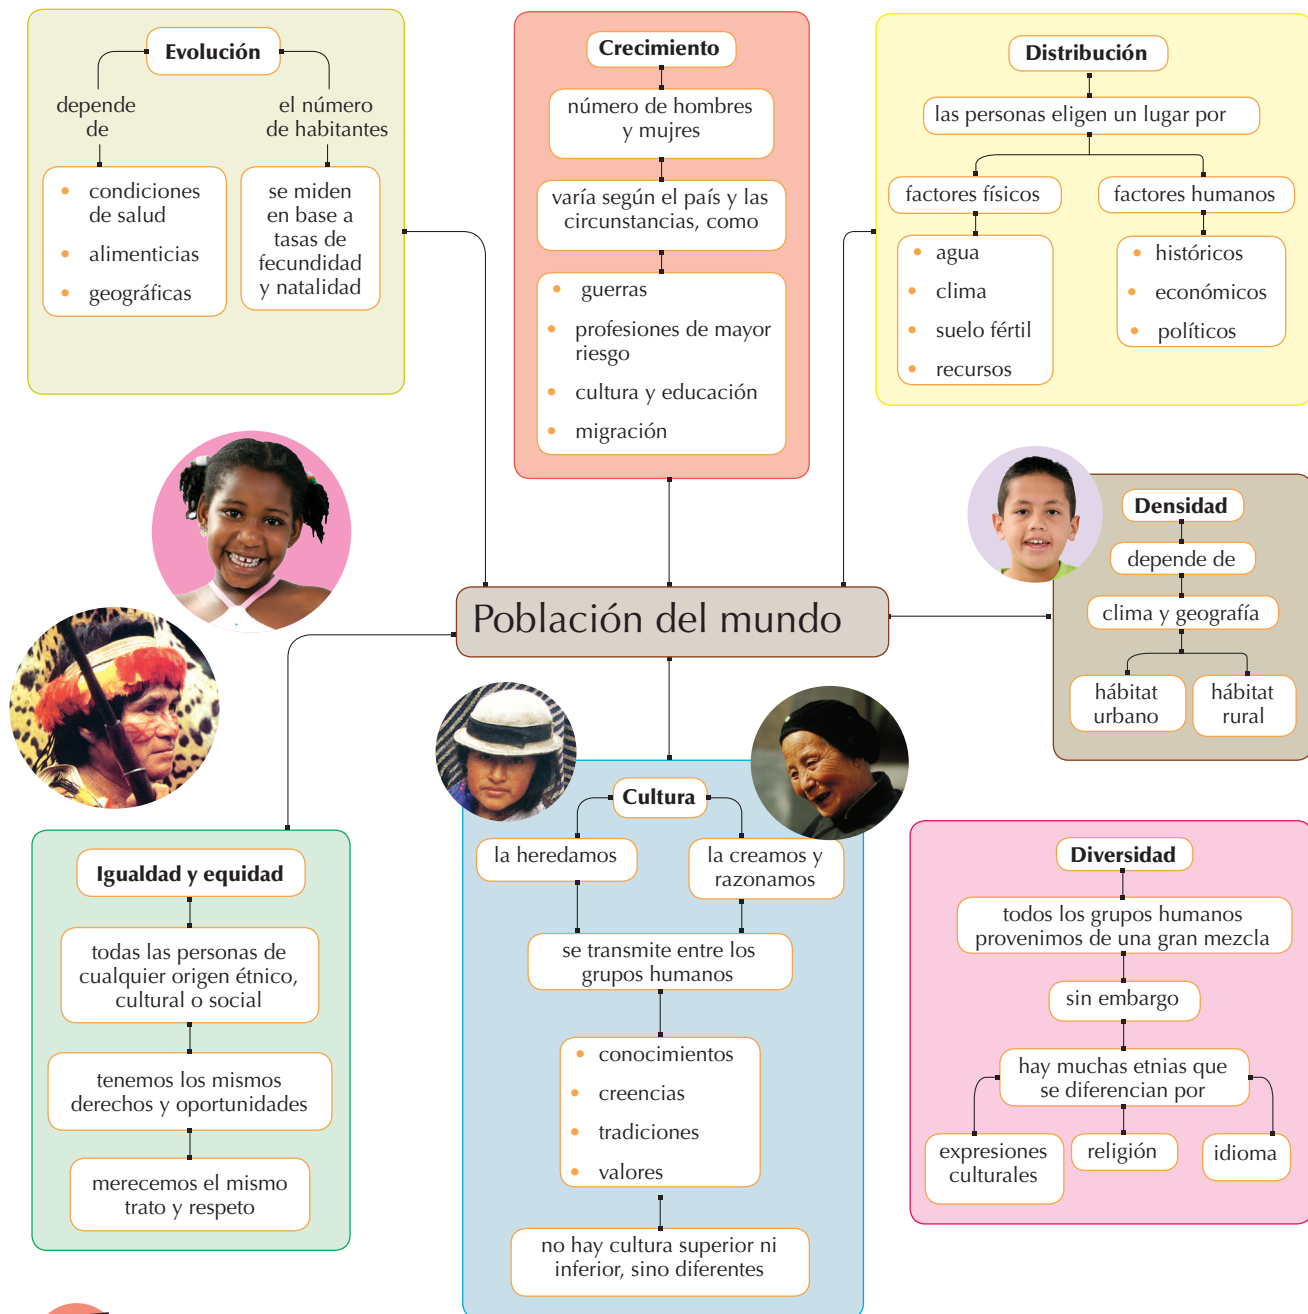 Evolución
depende
de
el número
de habitantes
• condiciones
de salud
• alimenticias
• geográficas
se miden
en base a
tasas de
fecundidad
y natalidad
Crecimiento
número de hombres
y mujres
varía según el país y las
circunstancias, como
• guerras
• profesiones de mayor
riesgo
• cultura y educación
• migración
Distribución
las personas eligen un lugar por
factores físicos
• agua
• clima
• suelo fértil
• recursos
factores humanos
• históricos
• económicos
• políticos
Población del mundo
Densidad
depende de
clima y geografía
hábitat
urbano
hábitat
rural
Igualdad y equidad
todas las personas de
cualquier origen étnico,
cultural o social
tenemos los mismos
derechos y oportunidades
merecemos el mismo
trato y respeto
Cultura
la heredamos
la creamos y
razonamos
se transmite entre los
grupos humanos
• conocimientos
• creencias
• tradiciones
• valores
no hay cultura superior ni
inferior, sino diferentes
Diversidad
todos los grupos humanos
provenimos de una gran mezcla
sin embargo
hay muchas etnias que
se diferencian por
expresiones
culturales
religión
idioma